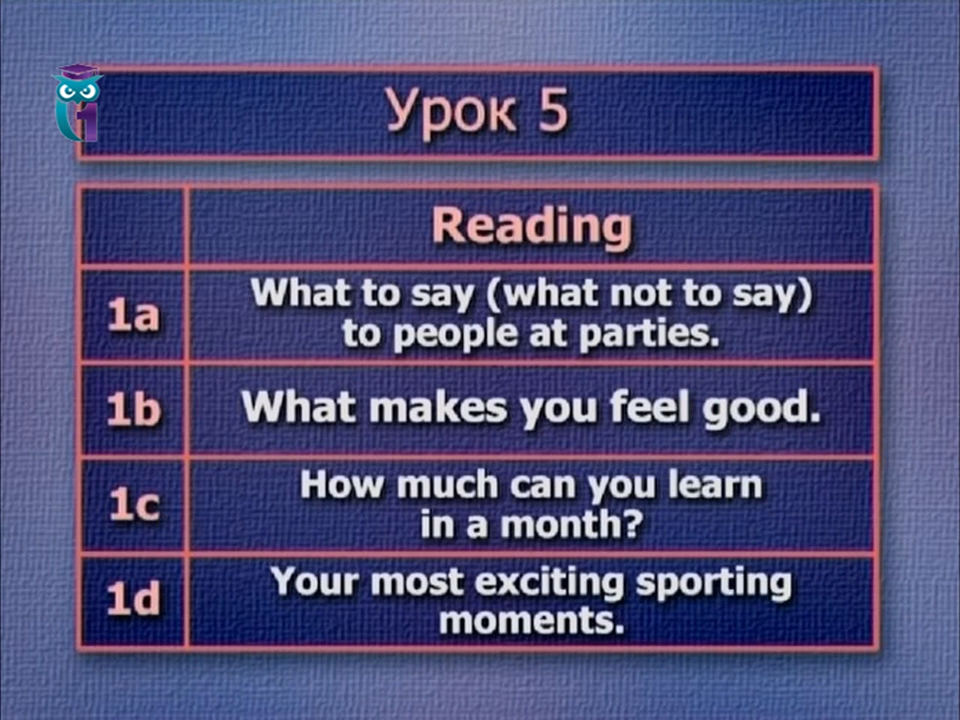 Урок 5
Reading
1a
What to say (what not to say)
to people at parties.
1b
What makes you feel good.
1c
How much can you learn
in a month?
1d
Your most exciting sporting
moments.